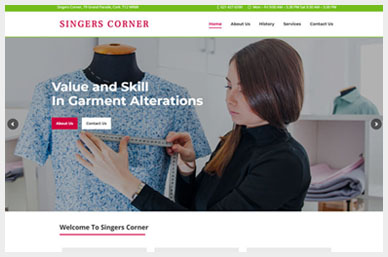 Singers Corner, 79 Grand Parade, Cork, T12 W899
021 427 6799 Mon - Fri 9:00 AM - 5:30 PM Sat 9:30 AM - 5:30 PM
SINGERS CORNER
Home About Us History Services Contact Us
Value and Skill
In Garment Alterations
About Us Contact Us
Welcome To Singers Corner